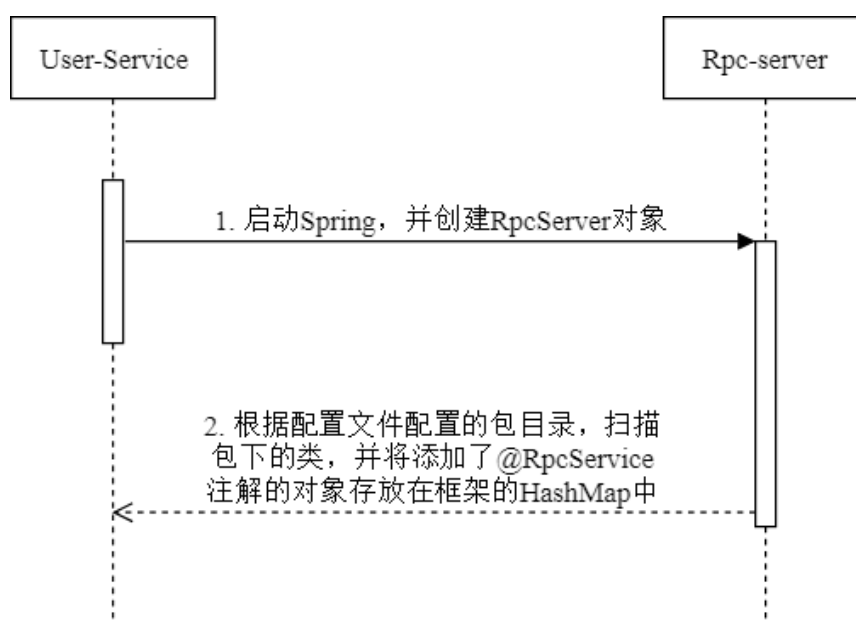 User-Service
Rpc-server
1. 启动Spring，并创建RpcServer对象
2. 根据配置文件配置的包目录，扫描
包下的类，并将添加了@RpcService
注解的对象存放在框架的HashMap中